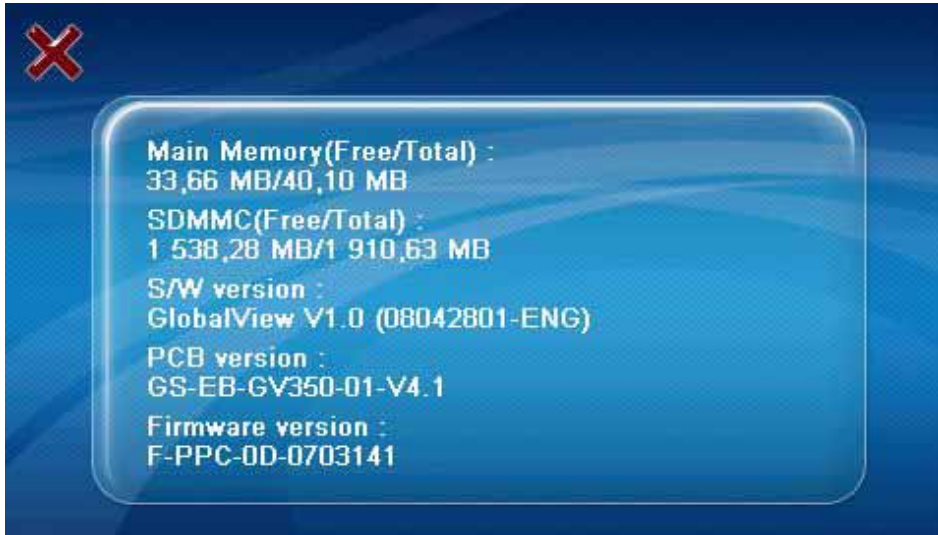 Main Memory(Free/Total) :
33,66 MB/40,10 MB
SDMMC(Free/Total) :
1 538,28 MB/1 910,63 MB
S/W version :
GlobalView V1.0 (08042801-ENG)
PCB version :
GS-EB-GV350-01-V4.1
Firmware version :
F-PPC-0D-0703141